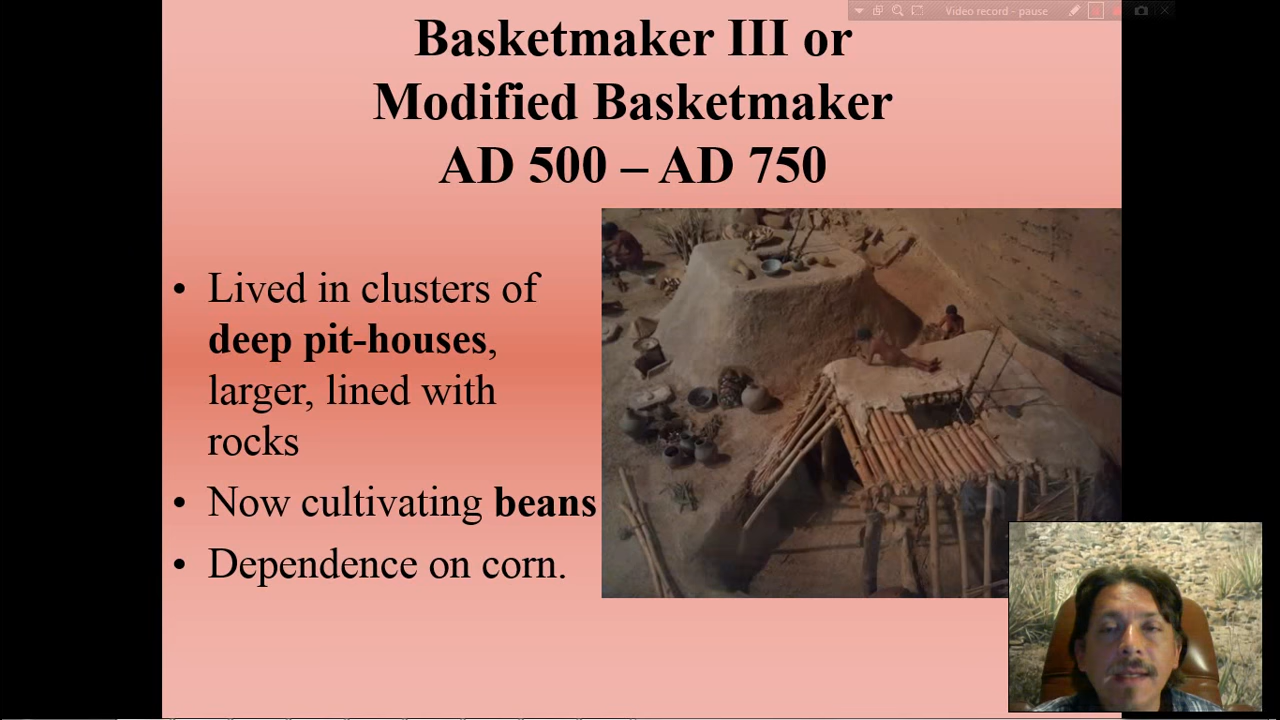 Video record - pause
Basketmaker III or
Modified Basketmaker
AD 500 – AD 750
• Lived in clusters of
deep pit-houses,
larger, lined with
rocks
• Now cultivating beans
• Dependence on corn.